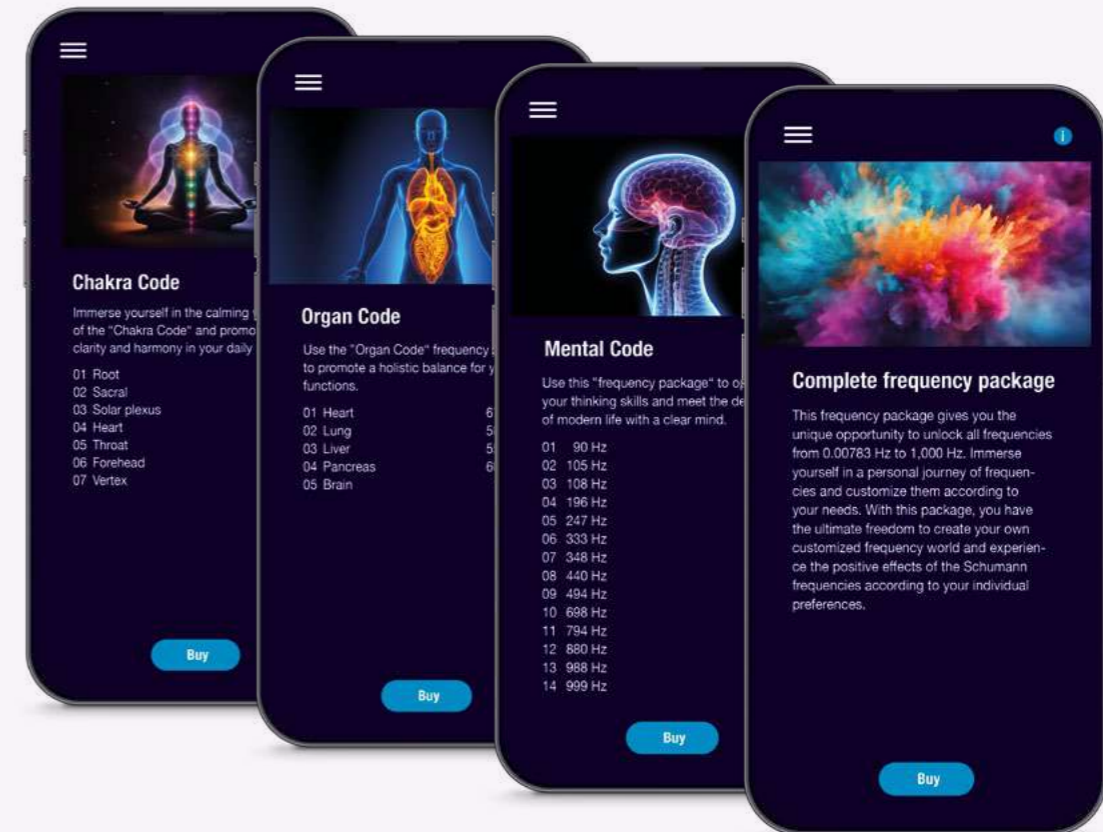 Chakra Code
Immerse yourself in the calming
of the "Chakra Code" and
clarity and harmony in your daily
01 Root
02 Sacral
03 Solar plexus
04 Heart
05 Throat
06 Forehead
07 Vertex
Buy
Organ Code
Use the "Organ Code" frequency
to promote a holistic balance for
functions.
01 Heart
02 Lung
03 Liver
04 Pancreas
05 Brain
Buy
Mental Code
Use this "frequency package" to
your thinking skills and meet the
of modern life with a clear mind.
01 90 Hz
02 105 Hz
03 108 Hz
04 196 Hz
05 247 Hz
06 333 Hz
07 348 Hz
08 440 Hz
09 494 Hz
10 698 Hz
11 794 Hz
12 880 Hz
13 988 Hz
14 999 Hz
Buy
i
Complete frequency package
This frequency package gives you the
unique opportunity to unlock all frequencies
from 0.00783 Hz to 1,000 Hz. Immerse
yourself in a personal journey of frequen-
cies and customize them according to
your needs. With this package, you have
the ultimate freedom to create your own
customized frequency world and experien-
ce the positive effects of the Schumann
frequencies according to your individual
preferences.
Buy